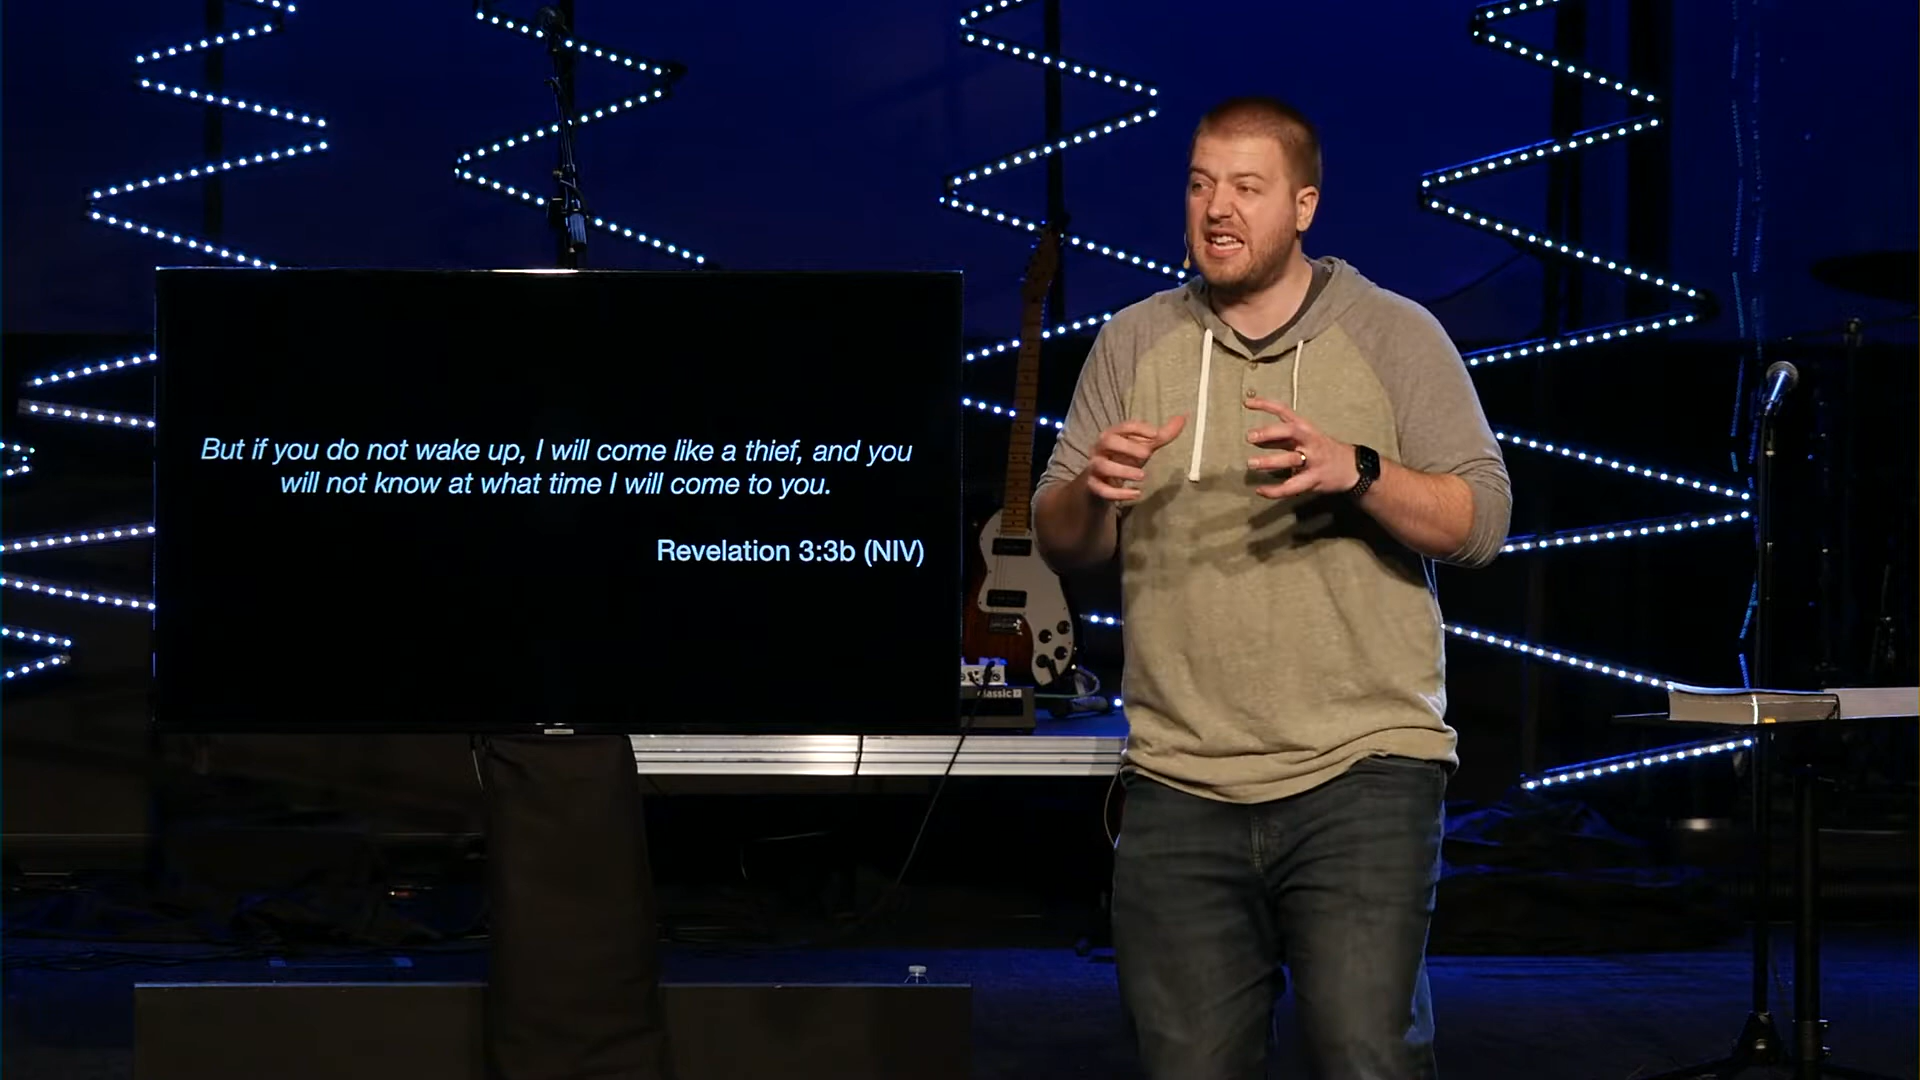 But if you do not wake up, I will come like a thief, and you
will not know at what time I will come to you.
Revelation 3:3b (NIV)
classic